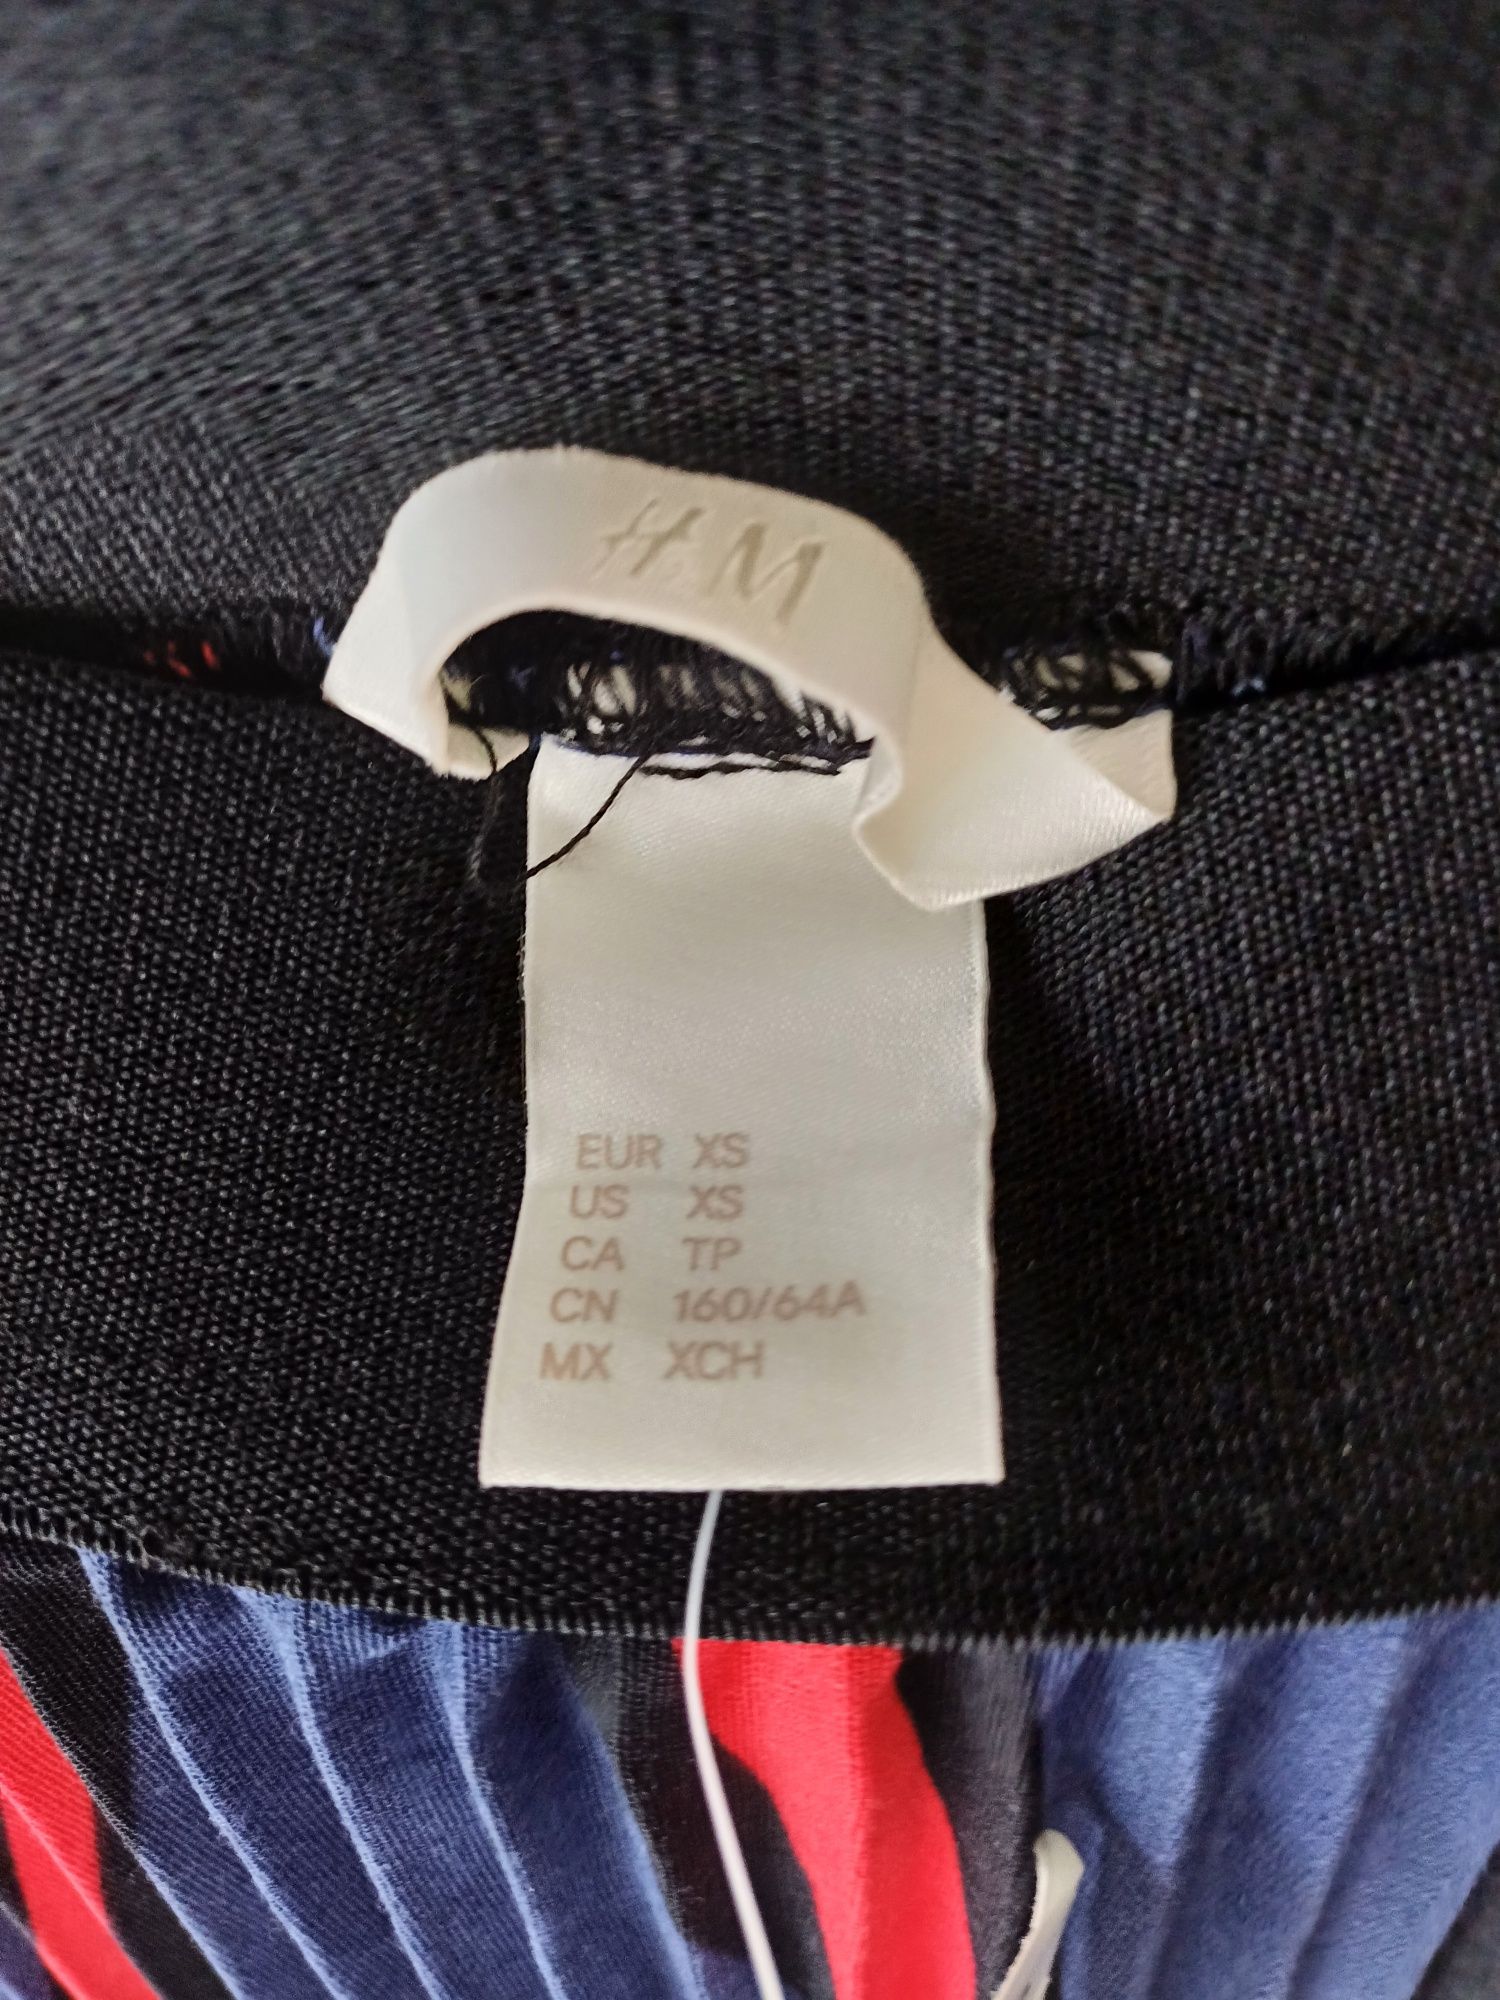 H&M
EUR XS
US XS
CA TP
CN 160/64A
MX XCH